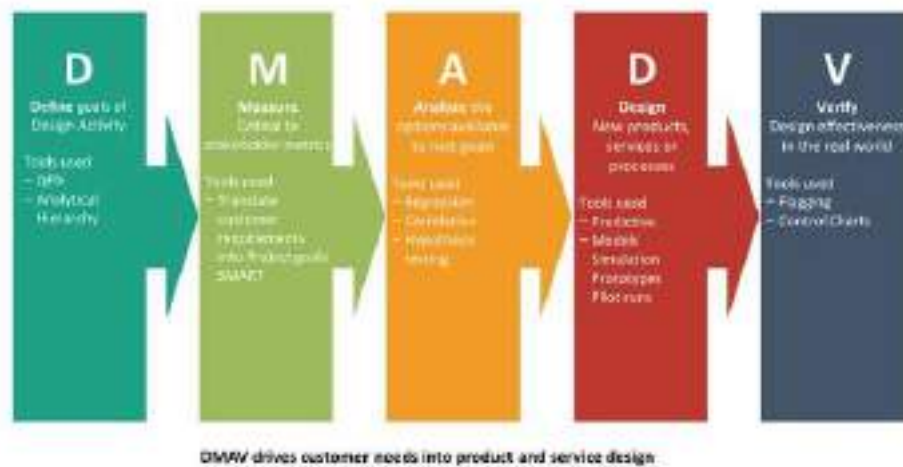 D
Define goals of
Design Activity
Tools used
– QFD
– Analytical
Hierarchy
M
Measure
Critical to
stakeholder metrics
Tools used
– Translate
customer
requirements
into Project goals
SMART
A
Analyse the
options available
to meet goals
Tools used
– Regression
– Correlation
– Hypothesis
testing
D
Design
New products,
services or
processes
Tools used
– Predictive
– Models
Simulation
Prototypes
Pilot runs
V
Verify
Design effectiveness
in the real world
Tools used
– Flagging
– Control Charts
DMAV drives customer needs into product and service design